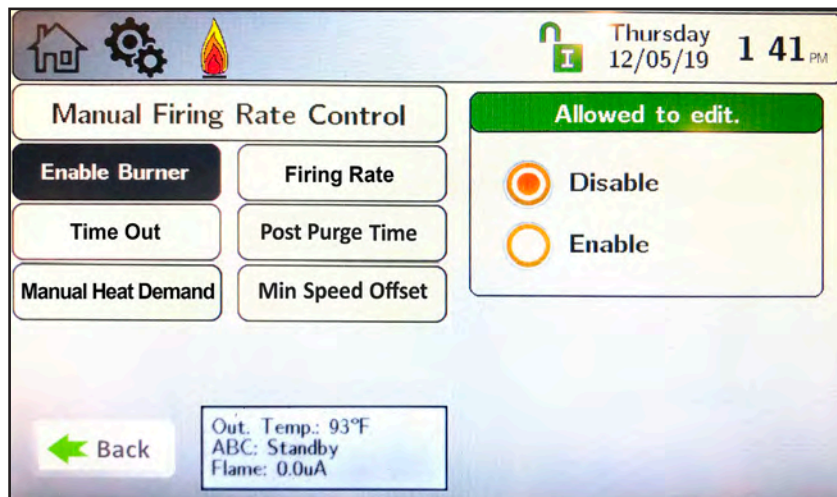 Thursday
12/05/19
1 41 PM
I
Manual Firing Rate Control
Enable Burner
Firing Rate
Time Out
Post Purge Time
Manual Heat Demand
Min Speed Offset
Allowed to edit.
Disable
Enable
Back
Out. Temp.: 93°F
ABC: Standby
Flame: 0.0uA